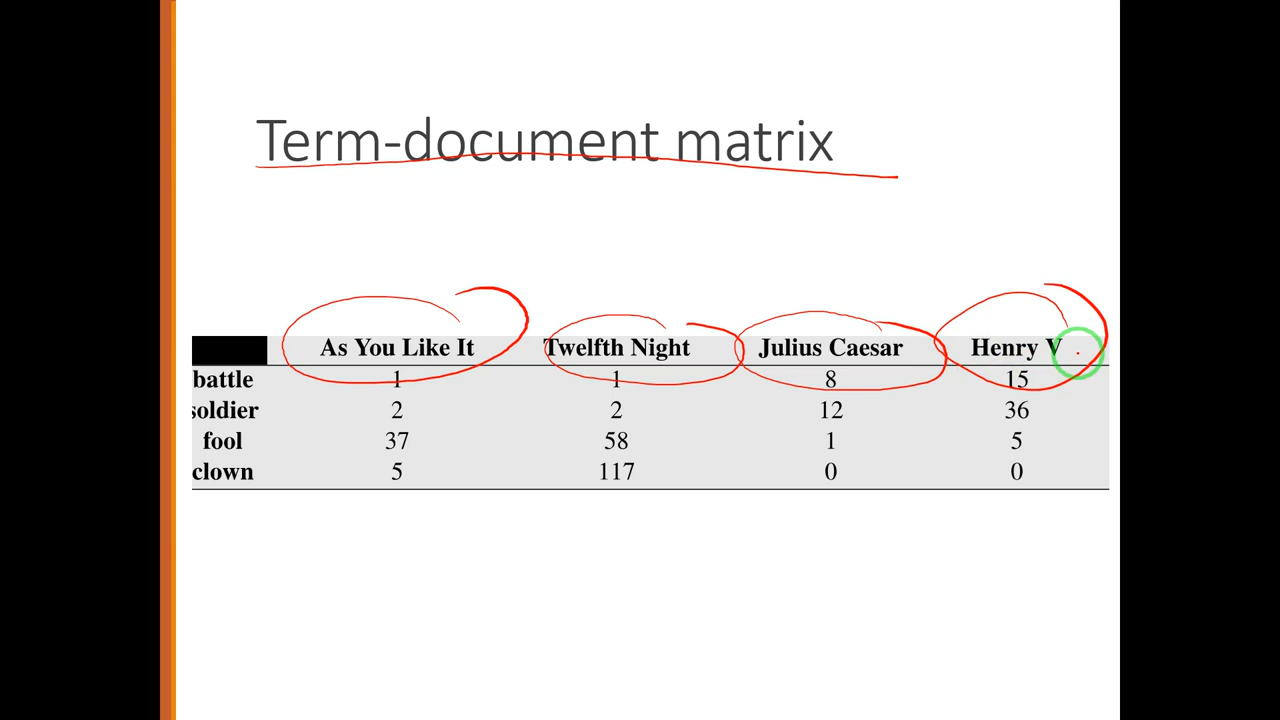 Term-document matrix
As You Like It Twelfth Night Julius Caesar Henry V
battle 1 1 8 15
soldier 2 2 12 36
fool 37 58 1 5
clown 5 117 0 0